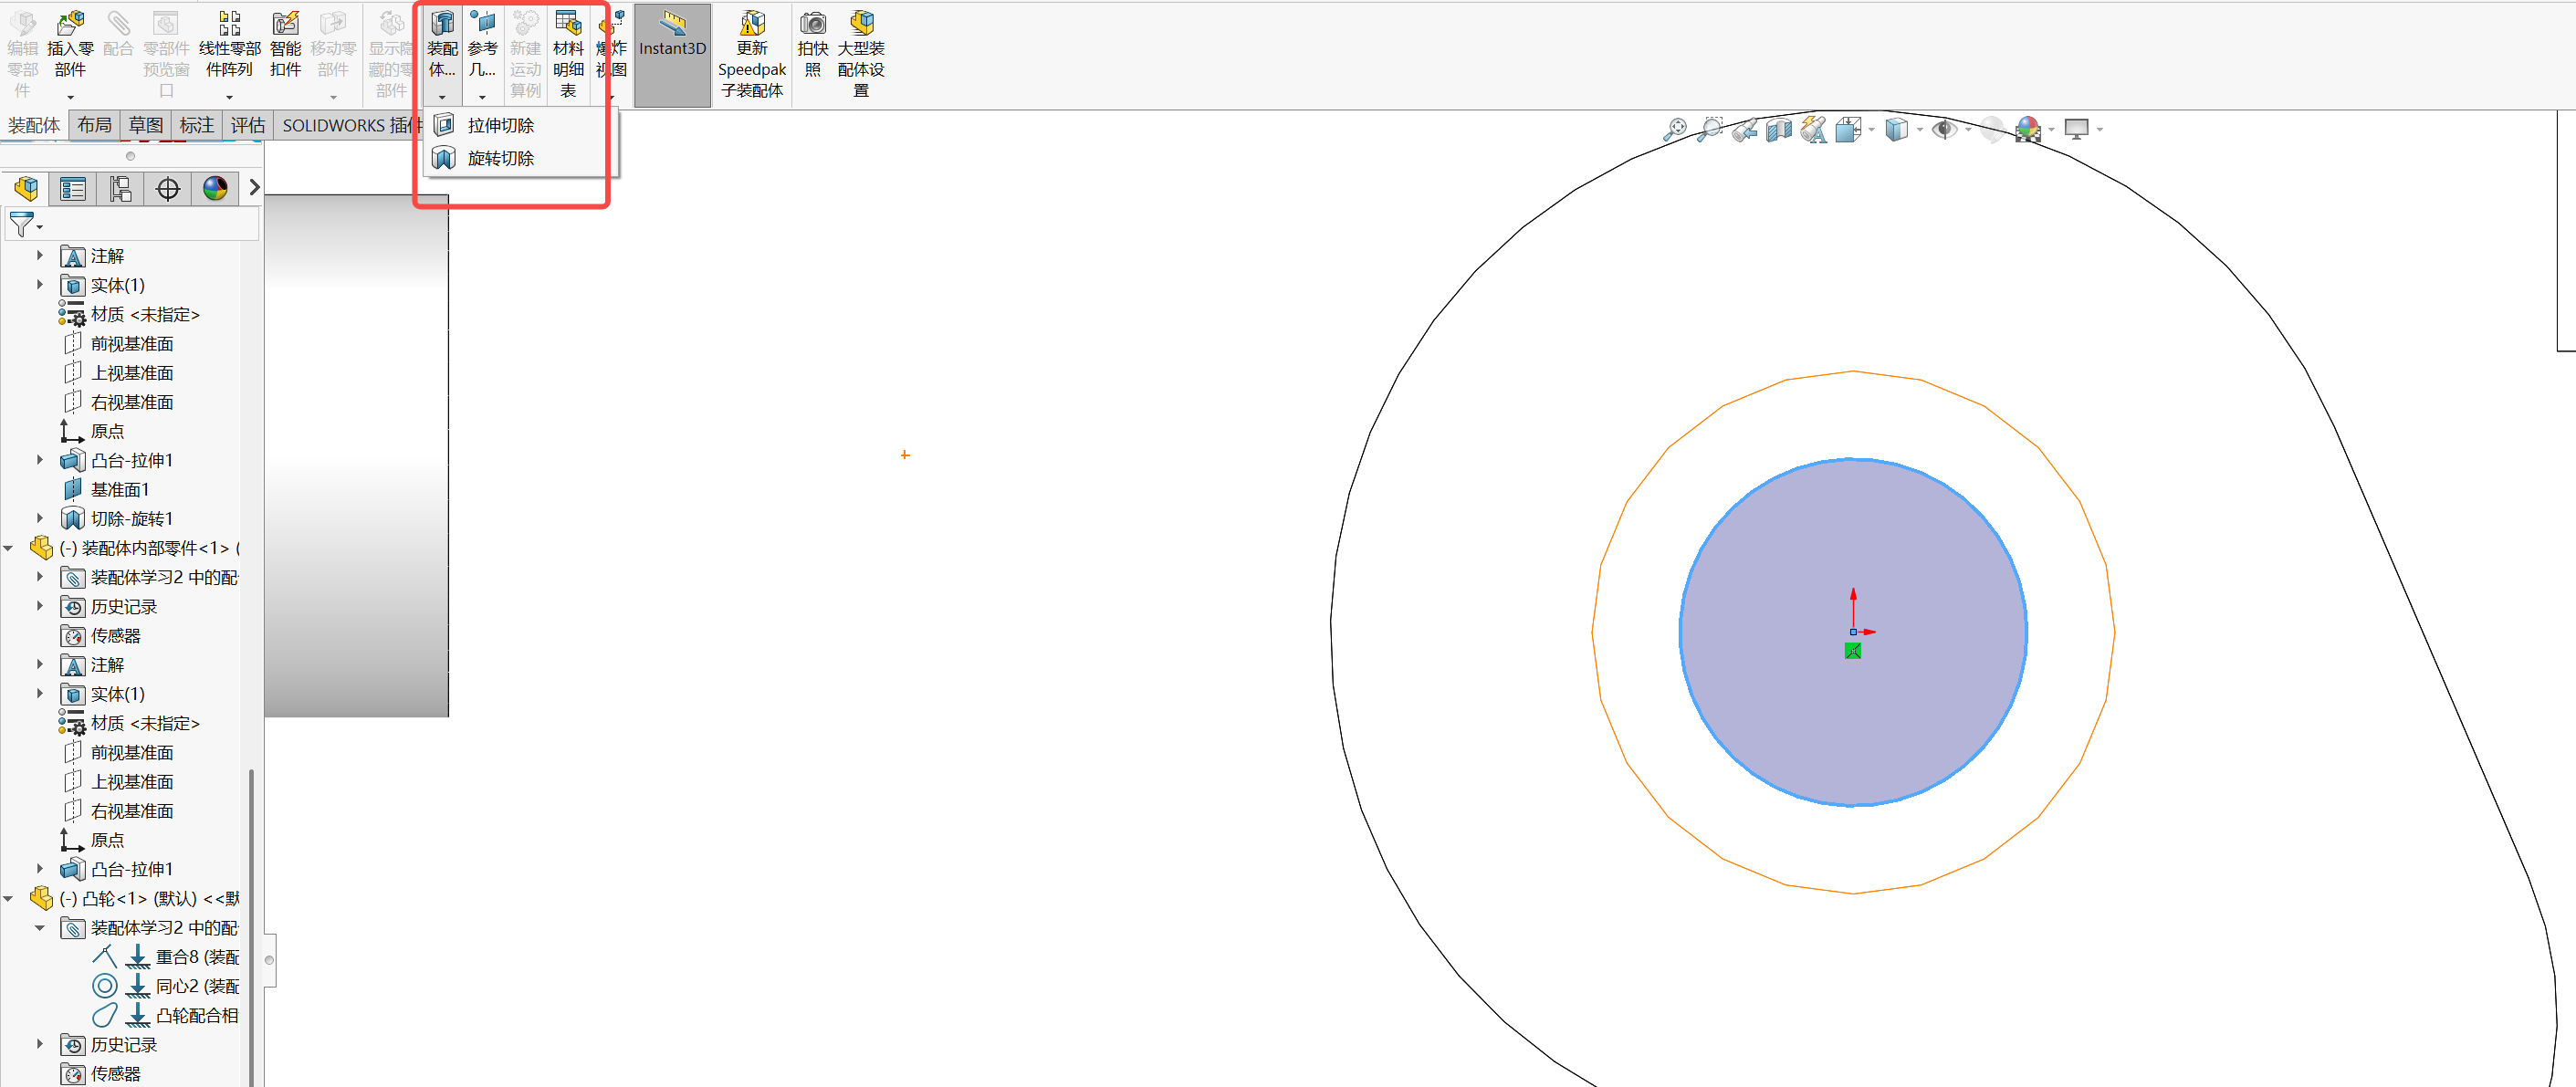 编辑零部件
插入零部件
配合
零部件预览窗口
线性零部件阵列
智能扣件
移动零部件
显示隐藏的零部件
装配体...
参考几...
新建运动算例
材料明细表
爆炸视图
Instant3D
更新Speedpak子装配体
拍快照
大型装配体设置
装配体 布局 草图 标注 评估 SOLIDWORKS 插件
拉伸切除
旋转切除
注解
实体(1)
材质 <未指定>
前视基准面
上视基准面
右视基准面
原点
凸台-拉伸1
基准面1
切除-旋转1
(-) 装配体内部零件<1> (
装配体学习2 中的配
历史记录
传感器
注解
实体(1)
材质 <未指定>
前视基准面
上视基准面
右视基准面
原点
凸台-拉伸1
(-) 凸轮<1> (默认) <<默
装配体学习2 中的配
重合8 (装配
同心2 (装配
凸轮配合相
历史记录
传感器